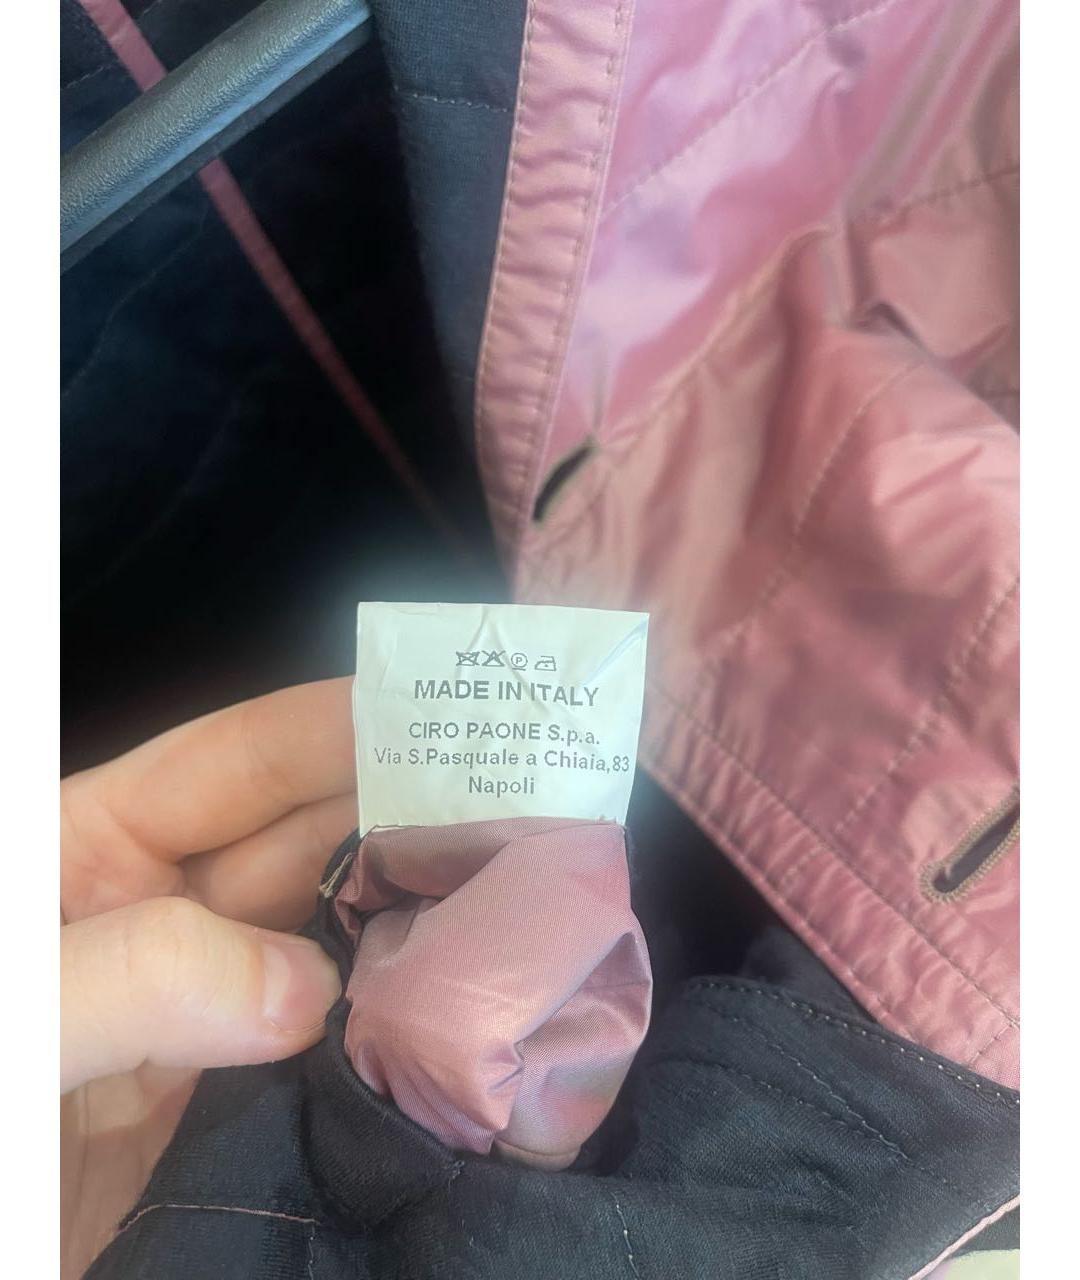 MADE IN ITALY
CIRO PAONE S.p.a.
Via S.Pasquale a Chiaia,83
Napoli